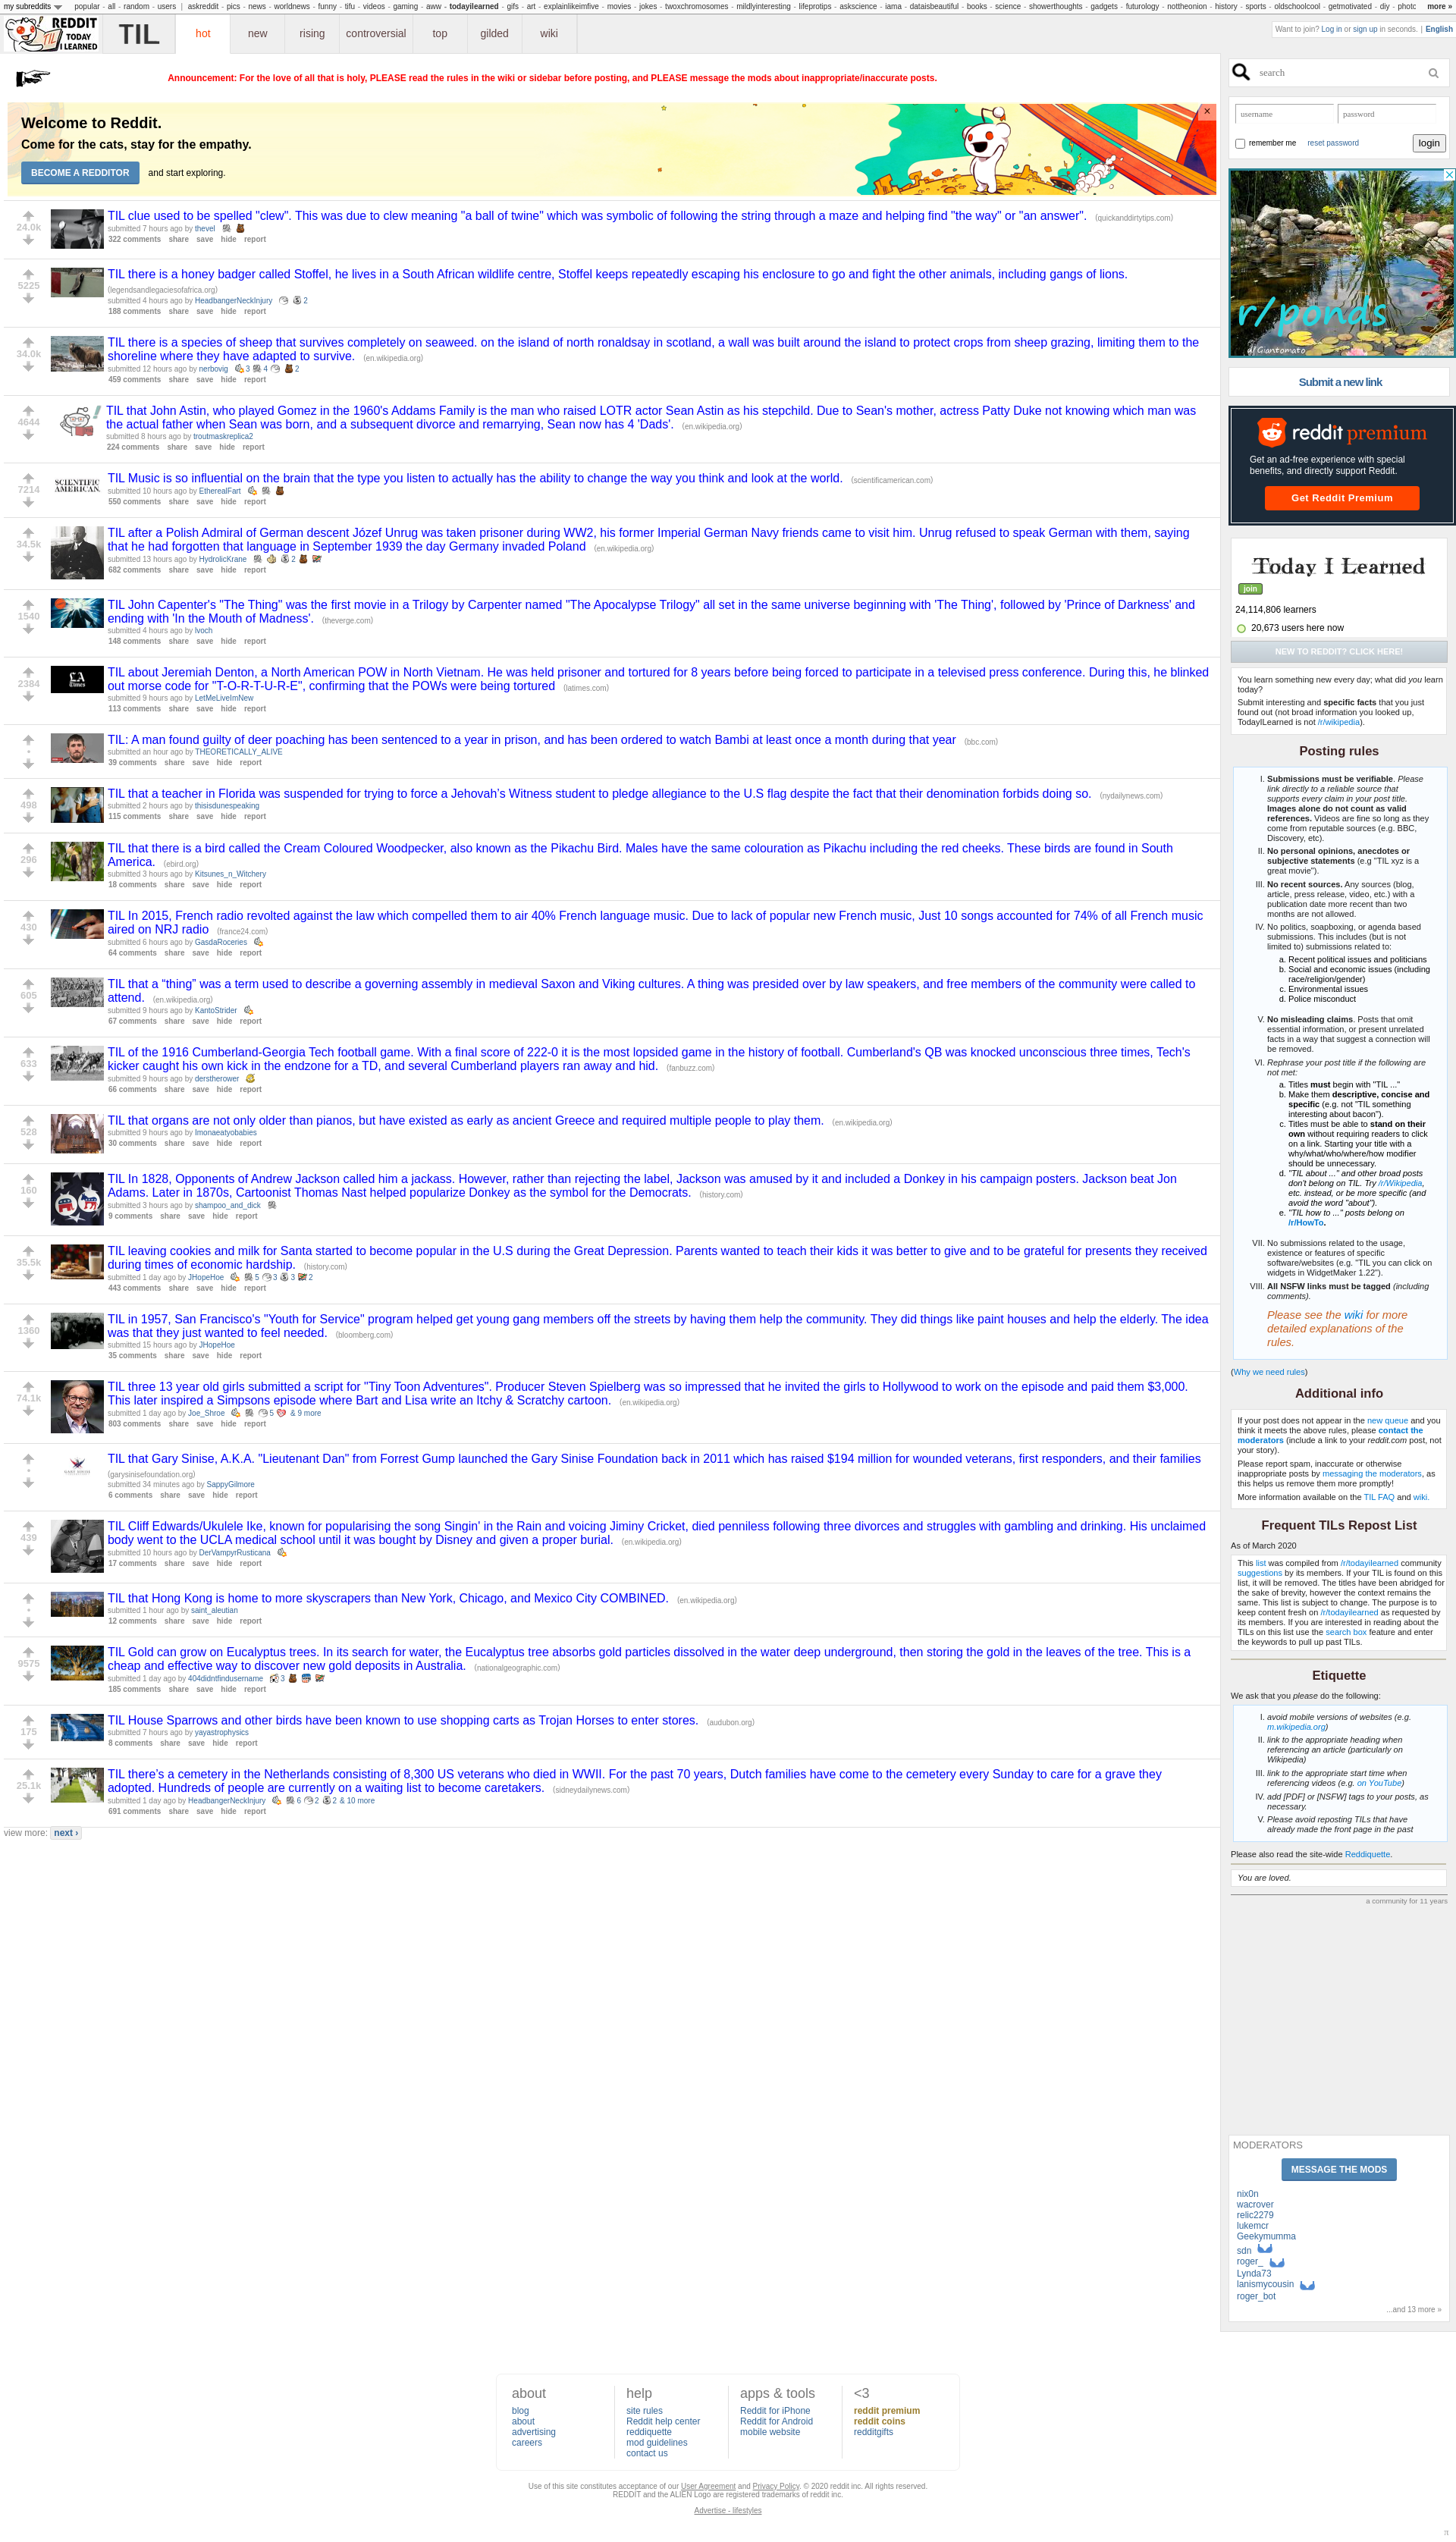 my subreddits popular - all - random - users | askreddit - pics - news - worldnews - funny - tifu - videos - gaming - aww - todayilearned - gifs - art - explainlikeimfive - movies - jokes - twoxchromosomes - mildlyinteresting - lifeprotips - askscience - iama - dataisbeautiful - books - science - showerthoughts - gadgets - futurology - nottheonion - history - sports - oldschoolcool - getmotivated - diy - photc more »
REDDIT TODAY I LEARNED
TIL
hot new rising controversial top gilded wiki
Want to join? Log in or sign up in seconds. | English
Announcement: For the love of all that is holy, PLEASE read the rules in the wiki or sidebar before posting, and PLEASE message the mods about inappropriate/inaccurate posts.
Welcome to Reddit.
Come for the cats, stay for the empathy.
BECOME A REDDITOR and start exploring.
×
24.0k
TIL clue used to be spelled "clew". This was due to clew meaning "a ball of twine" which was symbolic of following the string through a maze and helping find "the way" or "an answer". (quickanddirtytips.com)
submitted 7 hours ago by thevel
322 comments share save hide report
5225
TIL there is a honey badger called Stoffel, he lives in a South African wildlife centre, Stoffel keeps repeatedly escaping his enclosure to go and fight the other animals, including gangs of lions.
(legendsandlegaciesofafrica.org)
submitted 4 hours ago by HeadbangerNeckInjury 2
188 comments share save hide report
34.0k
TIL there is a species of sheep that survives completely on seaweed. on the island of north ronaldsay in scotland, a wall was built around the island to protect crops from sheep grazing, limiting them to the
shoreline where they have adapted to survive. (en.wikipedia.org)
submitted 12 hours ago by nerbovig 3 4 2
459 comments share save hide report
4644
TIL that John Astin, who played Gomez in the 1960's Addams Family is the man who raised LOTR actor Sean Astin as his stepchild. Due to Sean's mother, actress Patty Duke not knowing which man was
the actual father when Sean was born, and a subsequent divorce and remarrying, Sean now has 4 'Dads'. (en.wikipedia.org)
submitted 8 hours ago by troutmaskreplica2
224 comments share save hide report
7214
SCIENTIFIC AMERICAN
TIL Music is so influential on the brain that the type you listen to actually has the ability to change the way you think and look at the world. (scientificamerican.com)
submitted 10 hours ago by EtherealFart
550 comments share save hide report
34.5k
TIL after a Polish Admiral of German descent Józef Unrug was taken prisoner during WW2, his former Imperial German Navy friends came to visit him. Unrug refused to speak German with them, saying
that he had forgotten that language in September 1939 the day Germany invaded Poland (en.wikipedia.org)
submitted 13 hours ago by HydrolicKrane 2
682 comments share save hide report
1540
TIL John Capenter's "The Thing" was the first movie in a Trilogy by Carpenter named "The Apocalypse Trilogy" all set in the same universe beginning with 'The Thing', followed by 'Prince of Darkness' and
ending with 'In the Mouth of Madness'. (theverge.com)
submitted 4 hours ago by lvoch
148 comments share save hide report
2384
LA Times
TIL about Jeremiah Denton, a North American POW in North Vietnam. He was held prisoner and tortured for 8 years before being forced to participate in a televised press conference. During this, he blinked
out morse code for "T-O-R-T-U-R-E", confirming that the POWs were being tortured (latimes.com)
submitted 9 hours ago by LetMeLiveImNew
113 comments share save hide report
•
TIL: A man found guilty of deer poaching has been sentenced to a year in prison, and has been ordered to watch Bambi at least once a month during that year (bbc.com)
submitted an hour ago by THEORETICALLY_ALIVE
39 comments share save hide report
498
TIL that a teacher in Florida was suspended for trying to force a Jehovah's Witness student to pledge allegiance to the U.S flag despite the fact that their denomination forbids doing so. (nydailynews.com)
submitted 2 hours ago by thisisdunespeaking
115 comments share save hide report
296
TIL that there is a bird called the Cream Coloured Woodpecker, also known as the Pikachu Bird. Males have the same colouration as Pikachu including the red cheeks. These birds are found in South
America. (ebird.org)
submitted 3 hours ago by Kitsunes_n_Witchery
18 comments share save hide report
430
TIL In 2015, French radio revolted against the law which compelled them to air 40% French language music. Due to lack of popular new French music, Just 10 songs accounted for 74% of all French music
aired on NRJ radio (france24.com)
submitted 6 hours ago by GasdaRoceries
64 comments share save hide report
605
TIL that a “thing” was a term used to describe a governing assembly in medieval Saxon and Viking cultures. A thing was presided over by law speakers, and free members of the community were called to
attend. (en.wikipedia.org)
submitted 9 hours ago by KantoStrider
67 comments share save hide report
633
TIL of the 1916 Cumberland-Georgia Tech football game. With a final score of 222-0 it is the most lopsided game in the history of football. Cumberland's QB was knocked unconscious three times, Tech's
kicker caught his own kick in the endzone for a TD, and several Cumberland players ran away and hid. (fanbuzz.com)
submitted 9 hours ago by derstherower
66 comments share save hide report
528
TIL that organs are not only older than pianos, but have existed as early as ancient Greece and required multiple people to play them. (en.wikipedia.org)
submitted 9 hours ago by Imonaeatyobabies
30 comments share save hide report
160
TIL In 1828, Opponents of Andrew Jackson called him a jackass. However, rather than rejecting the label, Jackson was amused by it and included a Donkey in his campaign posters. Jackson beat Jon
Adams. Later in 1870s, Cartoonist Thomas Nast helped popularize Donkey as the symbol for the Democrats. (history.com)
submitted 3 hours ago by shampoo_and_dick
9 comments share save hide report
35.5k
TIL leaving cookies and milk for Santa started to become popular in the U.S during the Great Depression. Parents wanted to teach their kids it was better to give and to be grateful for presents they received
during times of economic hardship. (history.com)
submitted 1 day ago by JHopeHoe 5 3 3 2
443 comments share save hide report
1360
TIL in 1957, San Francisco's "Youth for Service" program helped get young gang members off the streets by having them help the community. They did things like paint houses and help the elderly. The idea
was that they just wanted to feel needed. (bloomberg.com)
submitted 15 hours ago by JHopeHoe
35 comments share save hide report
74.1k
TIL three 13 year old girls submitted a script for "Tiny Toon Adventures". Producer Steven Spielberg was so impressed that he invited the girls to Hollywood to work on the episode and paid them $3,000.
This later inspired a Simpsons episode where Bart and Lisa write an Itchy & Scratchy cartoon. (en.wikipedia.org)
submitted 1 day ago by Joe_Shroe 5 & 9 more
803 comments share save hide report
•
TIL that Gary Sinise, A.K.A. "Lieutenant Dan" from Forrest Gump launched the Gary Sinise Foundation back in 2011 which has raised $194 million for wounded veterans, first responders, and their families
(garysinisefoundation.org)
submitted 34 minutes ago by SappyGilmore
6 comments share save hide report
439
TIL Cliff Edwards/Ukulele Ike, known for popularising the song Singin' in the Rain and voicing Jiminy Cricket, died penniless following three divorces and struggles with gambling and drinking. His unclaimed
body went to the UCLA medical school until it was bought by Disney and given a proper burial. (en.wikipedia.org)
submitted 10 hours ago by DerVampyrRusticana
17 comments share save hide report
•
TIL that Hong Kong is home to more skyscrapers than New York, Chicago, and Mexico City COMBINED. (en.wikipedia.org)
submitted 1 hour ago by saint_aleutian
12 comments share save hide report
9575
TIL Gold can grow on Eucalyptus trees. In its search for water, the Eucalyptus tree absorbs gold particles dissolved in the water deep underground, then storing the gold in the leaves of the tree. This is a
cheap and effective way to discover new gold deposits in Australia. (nationalgeographic.com)
submitted 1 day ago by 404didntfindusername 3
185 comments share save hide report
175
TIL House Sparrows and other birds have been known to use shopping carts as Trojan Horses to enter stores. (audubon.org)
submitted 7 hours ago by yayastrophysics
8 comments share save hide report
25.1k
TIL there's a cemetery in the Netherlands consisting of 8,300 US veterans who died in WWII. For the past 70 years, Dutch families have come to the cemetery every Sunday to care for a grave they
adopted. Hundreds of people are currently on a waiting list to become caretakers. (sidneydailynews.com)
submitted 1 day ago by HeadbangerNeckInjury 6 2 2 & 10 more
691 comments share save hide report
view more: next ›
search
username password
remember me reset password login
r/ponds
u/Giantomato
Submit a new link
reddit premium
Get an ad-free experience with special
benefits, and directly support Reddit.
Get Reddit Premium
Today I Learned
join
24,114,806 learners
20,673 users here now
NEW TO REDDIT? CLICK HERE!
You learn something new every day; what did you learn
today?
Submit interesting and specific facts that you just
found out (not broad information you looked up,
TodayILearned is not /r/wikipedia).
Posting rules
I. Submissions must be verifiable. Please
link directly to a reliable source that
supports every claim in your post title.
Images alone do not count as valid
references. Videos are fine so long as they
come from reputable sources (e.g. BBC,
Discovery, etc).
II. No personal opinions, anecdotes or
subjective statements (e.g "TIL xyz is a
great movie").
III. No recent sources. Any sources (blog,
article, press release, video, etc.) with a
publication date more recent than two
months are not allowed.
IV. No politics, soapboxing, or agenda based
submissions. This includes (but is not
limited to) submissions related to:
a. Recent political issues and politicians
b. Social and economic issues (including
race/religion/gender)
c. Environmental issues
d. Police misconduct
V. No misleading claims. Posts that omit
essential information, or present unrelated
facts in a way that suggest a connection will
be removed.
VI. Rephrase your post title if the following are
not met:
a. Titles must begin with "TIL ..."
b. Make them descriptive, concise and
specific (e.g. not "TIL something
interesting about bacon").
c. Titles must be able to stand on their
own without requiring readers to click
on a link. Starting your title with a
why/what/who/where/how modifier
should be unnecessary.
d. "TIL about ..." and other broad posts
don't belong on TIL. Try /r/Wikipedia,
etc. instead, or be more specific (and
avoid the word "about").
e. "TIL how to ..." posts belong on
/r/HowTo.
VII. No submissions related to the usage,
existence or features of specific
software/websites (e.g. "TIL you can click on
widgets in WidgetMaker 1.22").
VIII. All NSFW links must be tagged (including
comments).
Please see the wiki for more
detailed explanations of the
rules.
(Why we need rules)
Additional info
If your post does not appear in the new queue and you
think it meets the above rules, please contact the
moderators (include a link to your reddit.com post, not
your story).
Please report spam, inaccurate or otherwise
inappropriate posts by messaging the moderators, as
this helps us remove them more promptly!
More information available on the TIL FAQ and wiki.
Frequent TILs Repost List
As of March 2020
This list was compiled from /r/todayilearned community
suggestions by its members. If your TIL is found on this
list, it will be removed. The titles have been abridged for
the sake of brevity, however the context remains the
same. This list is subject to change. The purpose is to
keep content fresh on /r/todayilearned as requested by
its members. If you are interested in reading about the
TILs on this list use the search box feature and enter
the keywords to pull up past TILs.
Etiquette
We ask that you please do the following:
I. avoid mobile versions of websites (e.g.
m.wikipedia.org)
II. link to the appropriate heading when
referencing an article (particularly on
Wikipedia)
III. link to the appropriate start time when
referencing videos (e.g. on YouTube)
IV. add [PDF] or [NSFW] tags to your posts, as
necessary.
V. Please avoid reposting TILs that have
already made the front page in the past
Please also read the site-wide Reddiquette.
You are loved.
a community for 11 years
MODERATORS
MESSAGE THE MODS
nix0n
wacrover
relic2279
lukemcr
Geekymumma
sdn
roger_
Lynda73
lanismycousin
roger_bot
...and 13 more »
about
blog
about
advertising
careers
help
site rules
Reddit help center
reddiquette
mod guidelines
contact us
apps & tools
Reddit for iPhone
Reddit for Android
mobile website
<3
reddit premium
reddit coins
redditgifts
Use of this site constitutes acceptance of our User Agreement and Privacy Policy. © 2020 reddit inc. All rights reserved.
REDDIT and the ALIEN Logo are registered trademarks of reddit inc.
Advertise - lifestyles
π